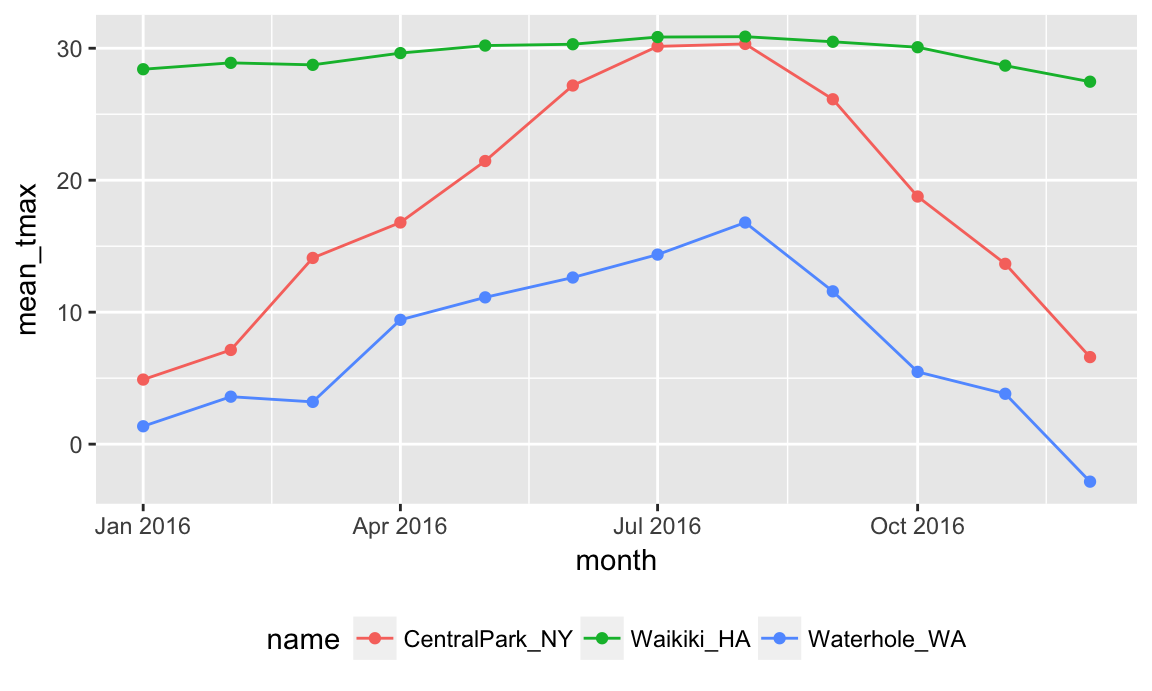 30
20
10
0
mean_tmax
Jan 2016 Apr 2016 Jul 2016 Oct 2016
month
name CentralPark_NY Waikiki_HA Waterhole_WA